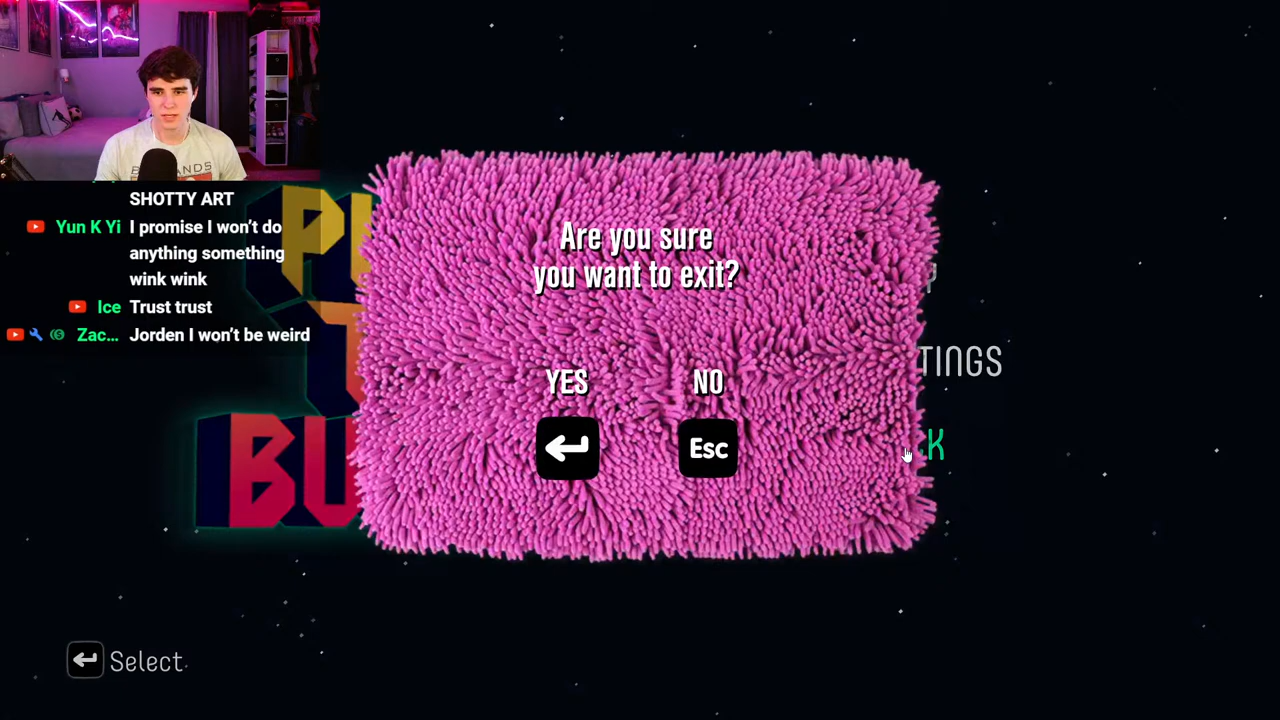 SHOTTY ART
Yun K Yi I promise I won't do
anything something
wink wink
Ice Trust trust
Zac... Jorden I won't be weird
Are you sure
you want to exit?
YES NO
Esc
Select